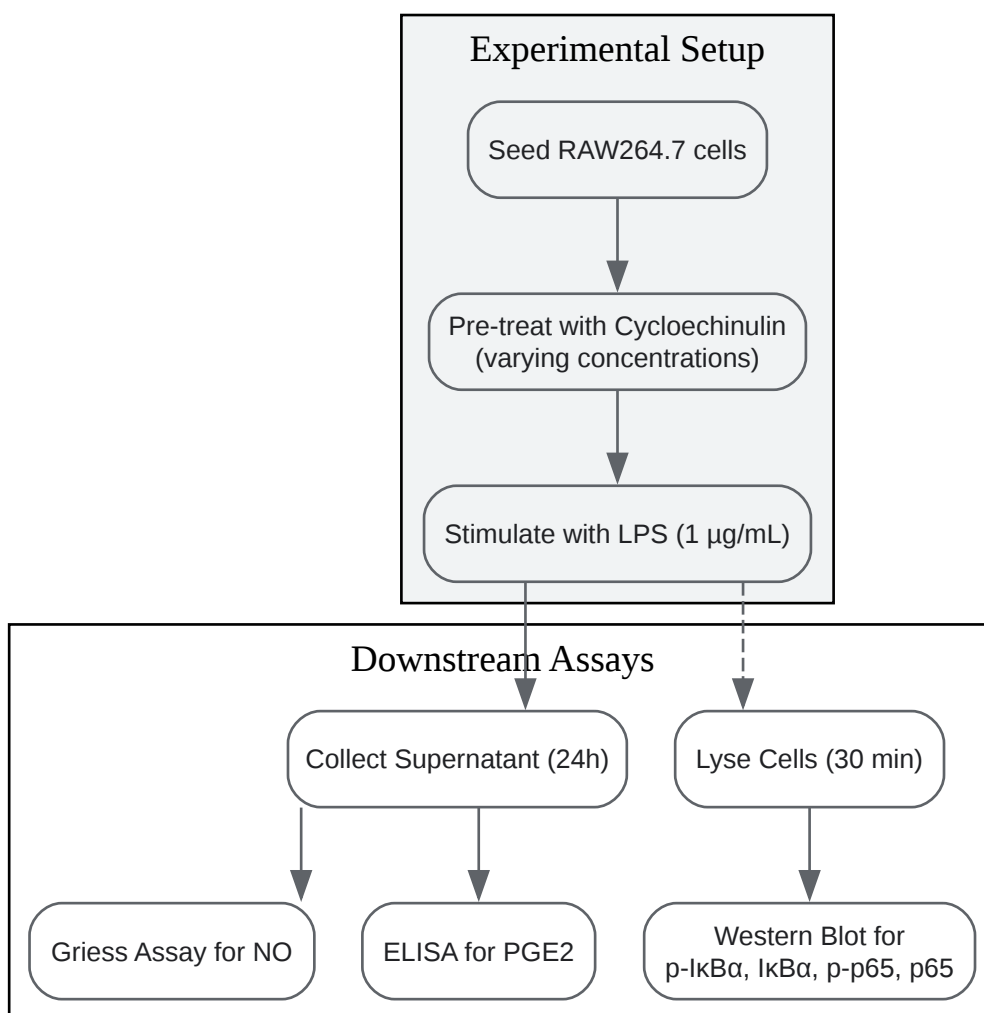 Experimental Setup
Seed RAW264.7 cells
Pre-treat with Cycloechinulin
(varying concentrations)
Stimulate with LPS (1 µg/mL)
Downstream Assays
Collect Supernatant (24h)
Lyse Cells (30 min)
Griess Assay for NO
ELISA for PGE2
Western Blot for
p-IκBα, IκBα, p-p65, p65